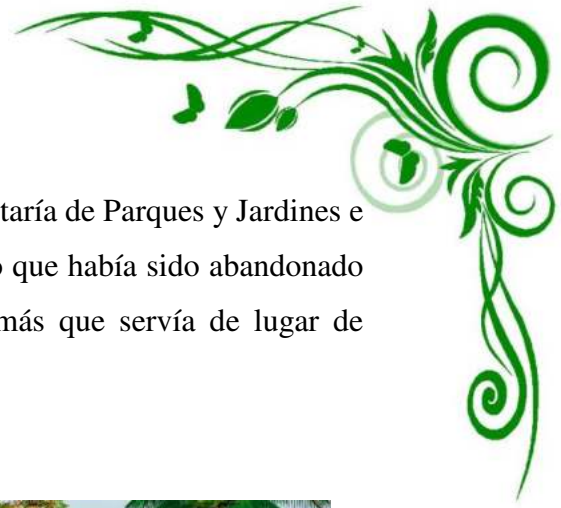 taría de Parques y Jardines e
que había sido abandonado
más que servía de lugar de